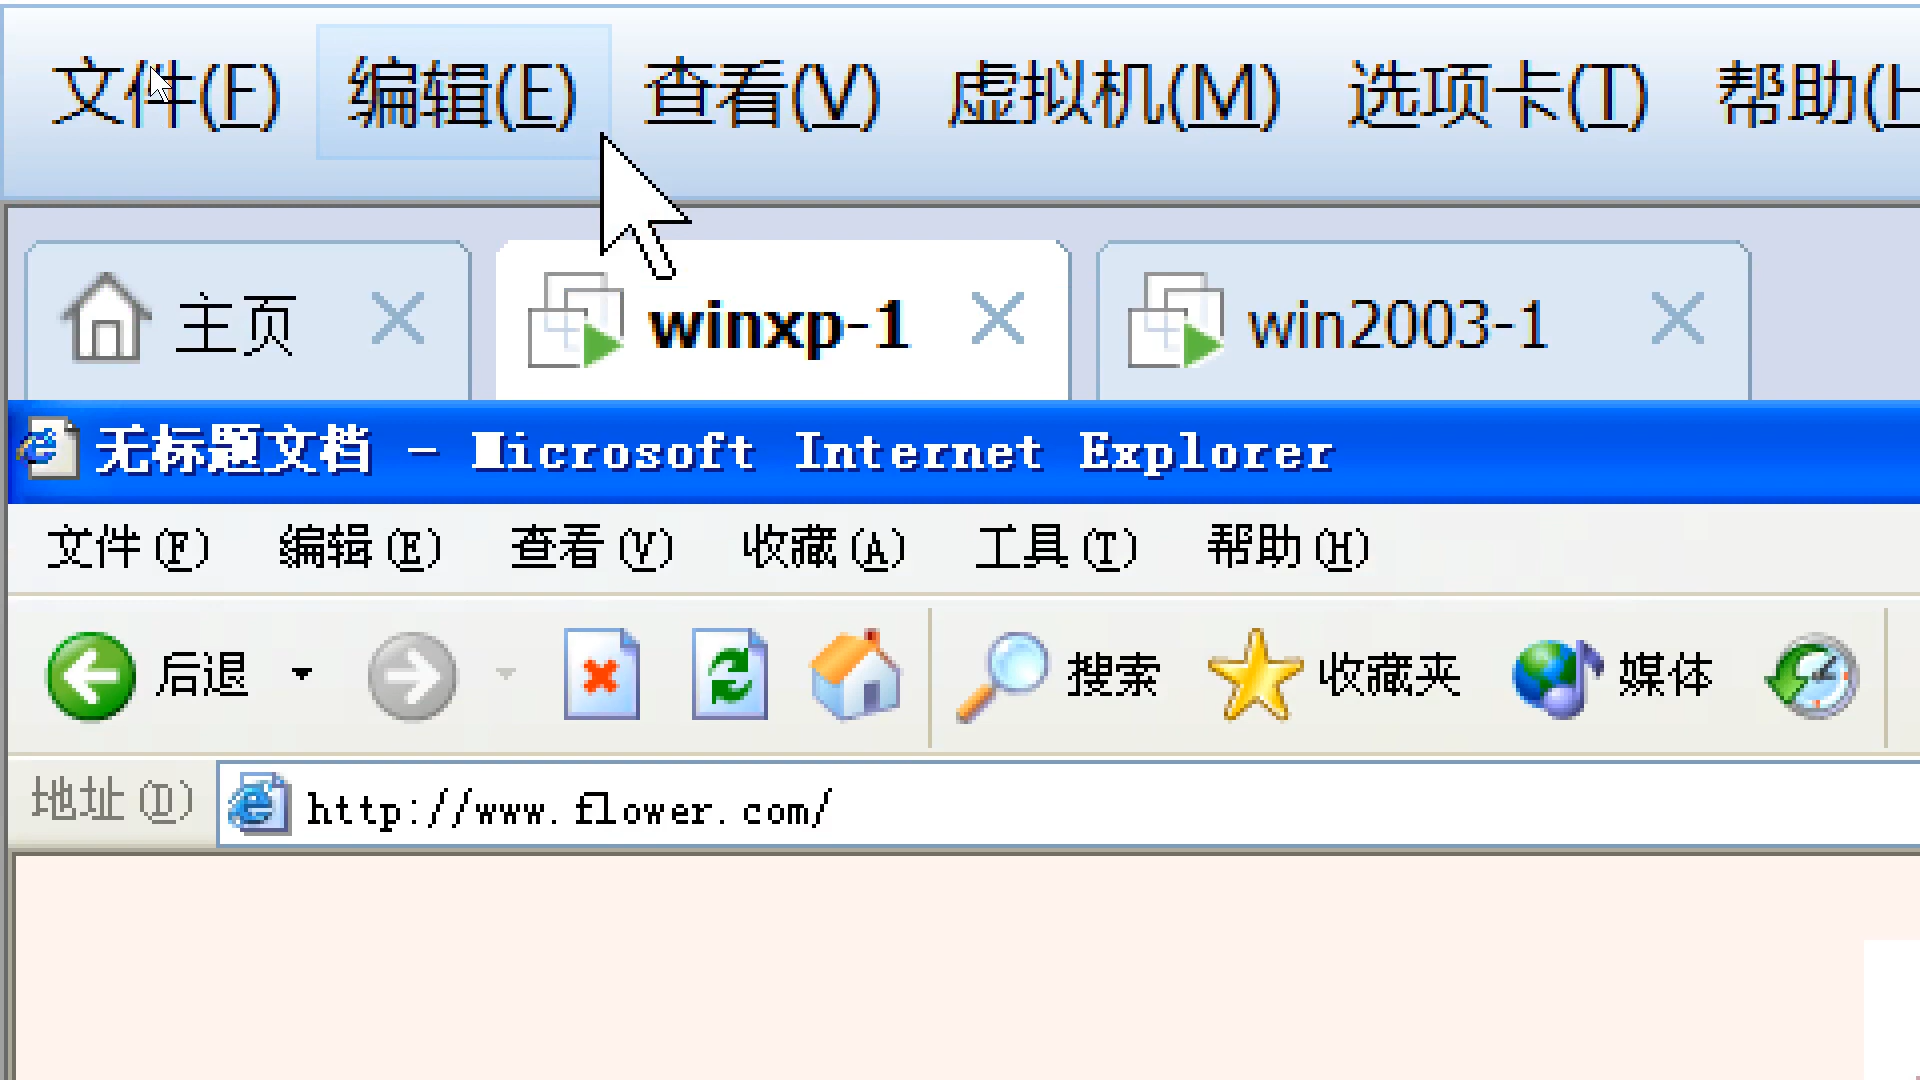 文件(F) 编辑(E) 查看(V) 虚拟机(M) 选项卡(T) 帮助(H
主页 winxp-1 win2003-1
无标题文档 - Microsoft Internet Explorer
文件(F) 编辑(E) 查看(V) 收藏(A) 工具(T) 帮助(H)
后退 搜索 收藏夹 媒体
地址(D) http://www.flower.com/